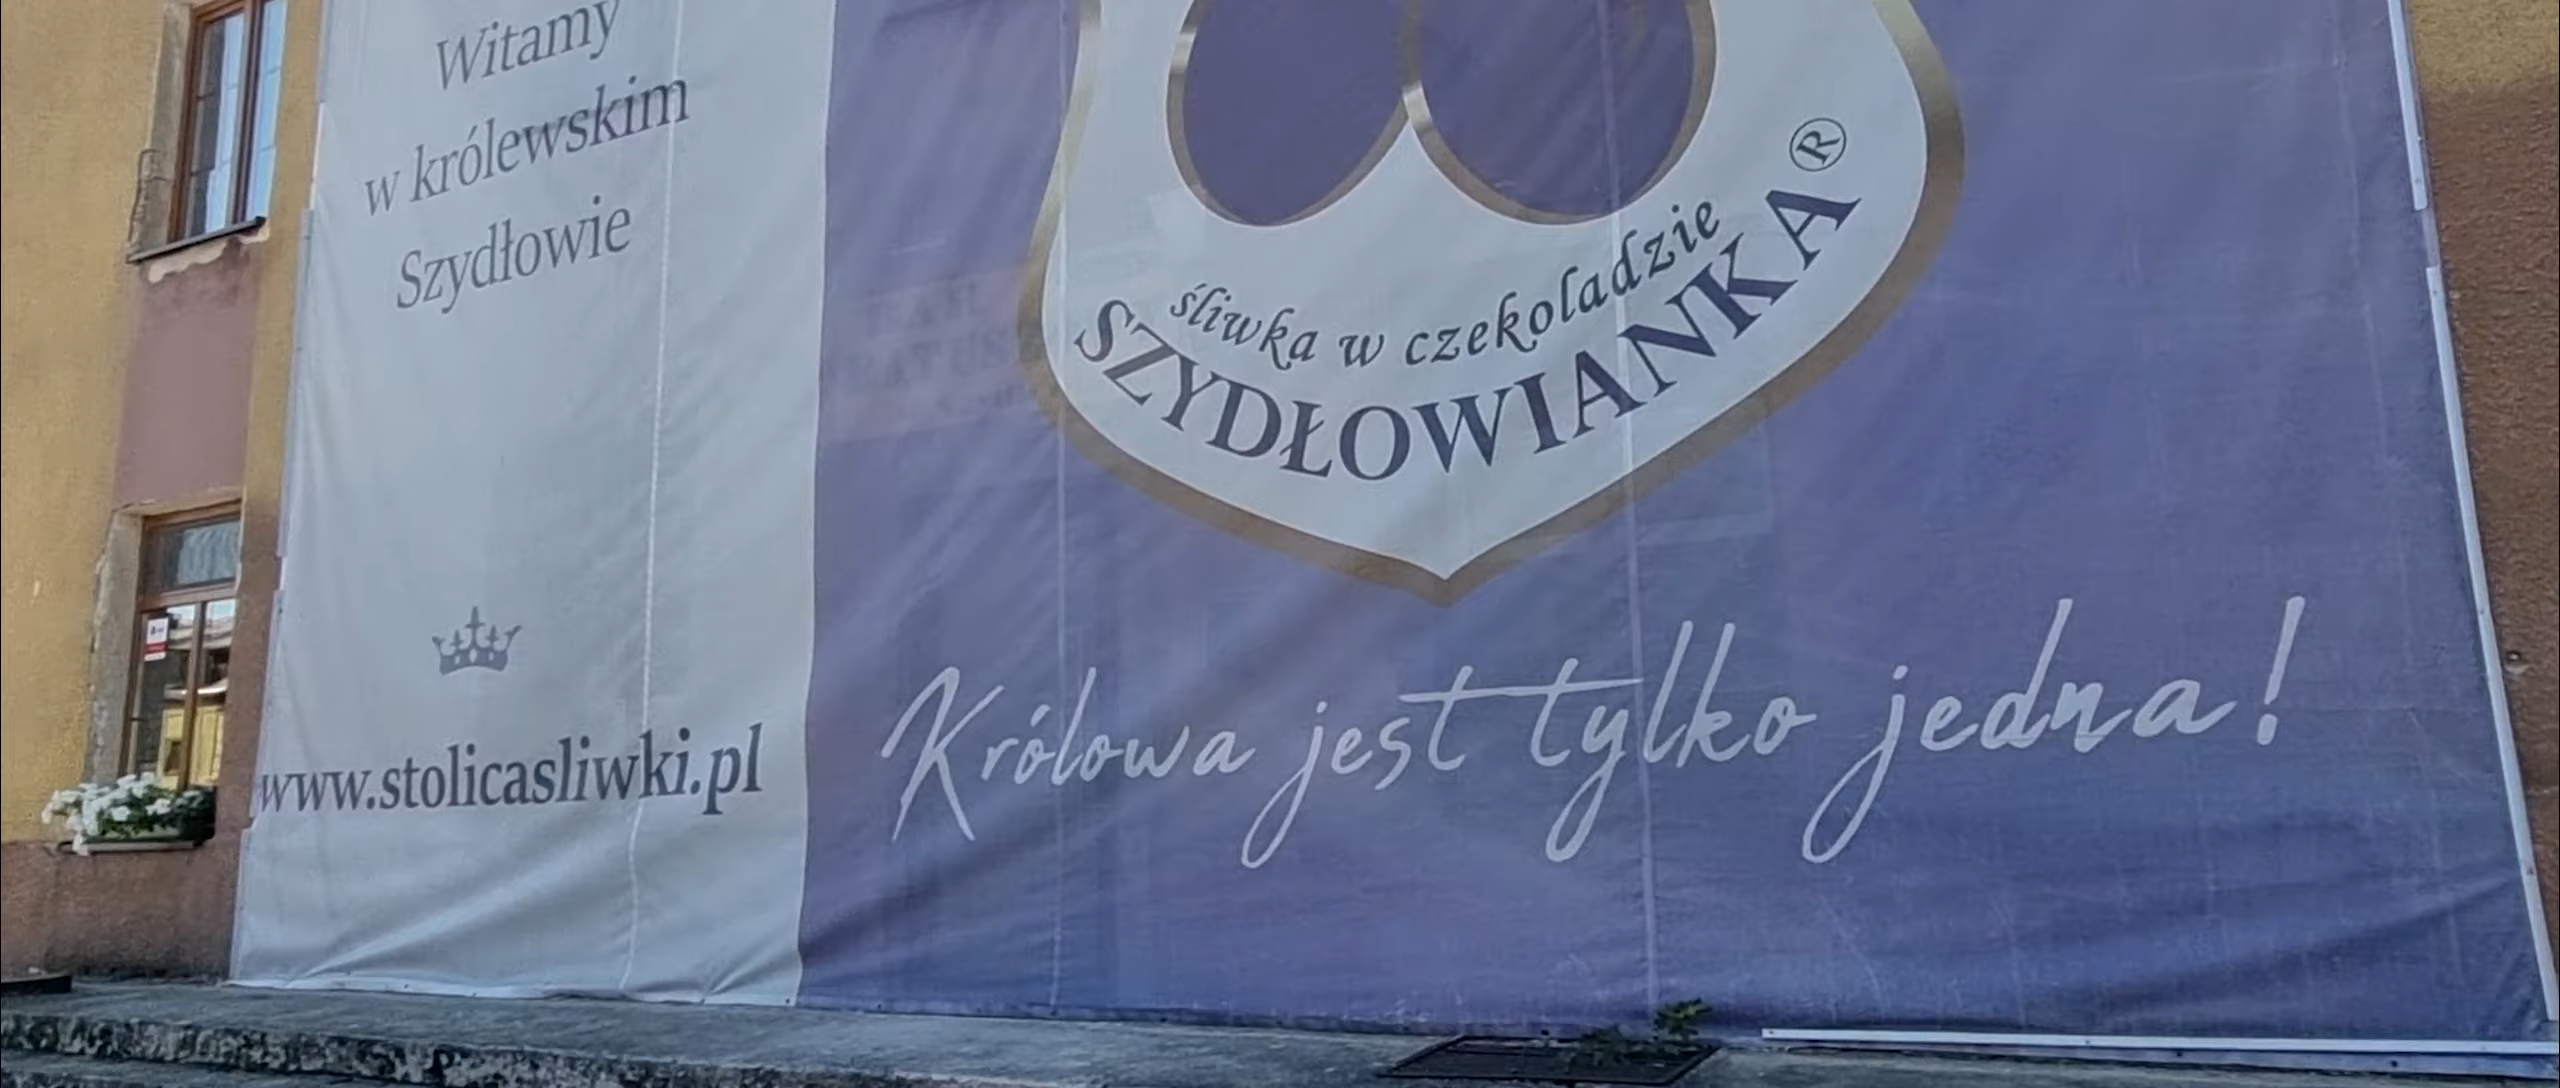 Witamy
w królewskim
Szydłowie
www.stolicasliwki.pl
śliwka w czekoladzie
SZYDŁOWIANKA®
Królowa jest tylko jedna!